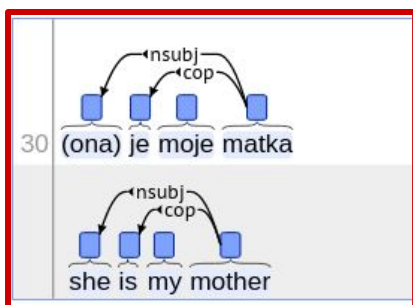 nsubj
cop
30 (ona) je moje matka
nsubj
cop
she is my mother